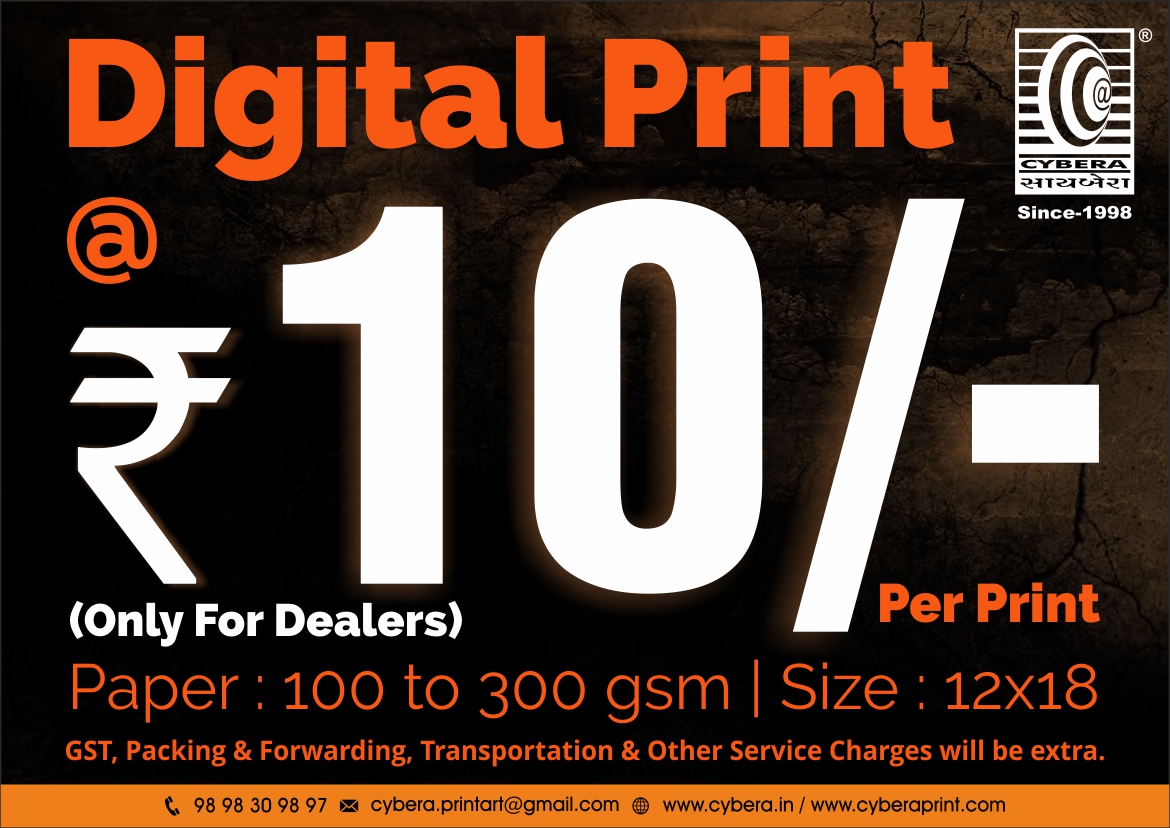 Digital Print
®
@
CYBERA
સાયબેરા
Since-1998
@
₹10/-
(Only For Dealers)
Per Print
Paper : 100 to 300 gsm | Size : 12x18
GST, Packing & Forwarding, Transportation & Other Service Charges will be extra.
98 98 30 98 97 cybera.printart@gmail.com www.cybera.in / www.cyberaprint.com